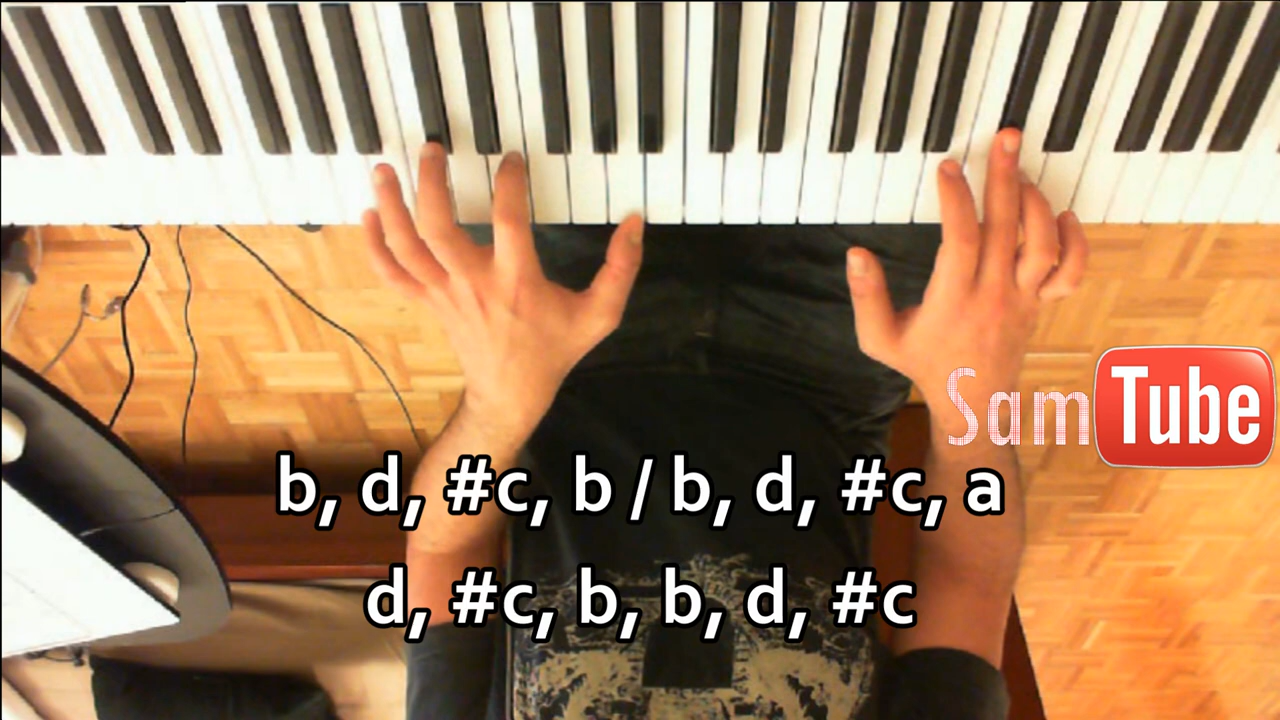 SamTube
b, d, #c, b / b, d, #c, a
d, #c, b, b, d, #c